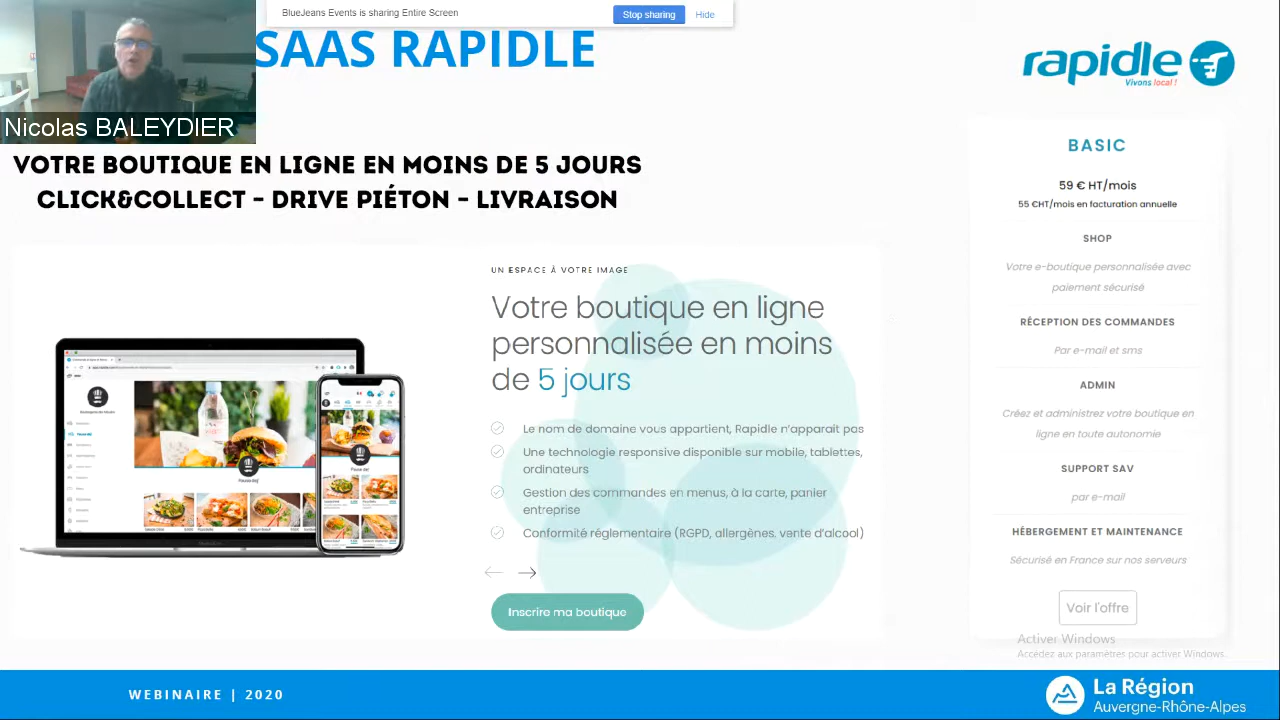 BlueJeans Events is sharing Entire Screen
Stop sharing
Hide
SAAS RAPIDLE
rapidle
Vivons local !
Nicolas BALEYDIER
VOTRE BOUTIQUE EN LIGNE EN MOINS DE 5 JOURS
CLICK&COLLECT - DRIVE PIÉTON - LIVRAISON
UN ESPACE À VOTRE IMAGE
Votre boutique en ligne
personnalisée en moins
de 5 jours
Le nom de domaine vous appartient, Rapidle n'apparait pas
Une technologie responsive disponible sur mobile, tablettes,
ordinateurs
Gestion des commandes en menus, à la carte, panier
entreprise
Conformité réglementaire (RGPD, allergènes, vente d'alcool)
Inscrire ma boutique
BASIC
59 € HT/mois
55 €HT/mois en facturation annuelle
SHOP
Votre e-boutique personnalisée avec
paiement sécurisé
RÉCEPTION DES COMMANDES
Par e-mail et sms
ADMIN
Créez et administrez votre boutique en
ligne en toute autonomie
SUPPORT SAV
par e-mail
HÉBERGEMENT ET MAINTENANCE
Sécurisé en France sur nos serveurs
Voir l'offre
Activer Windows
Accédez aux paramètres pour activer Windows.
WEBINAIRE | 2020
La Région
Auvergne-Rhône-Alpes